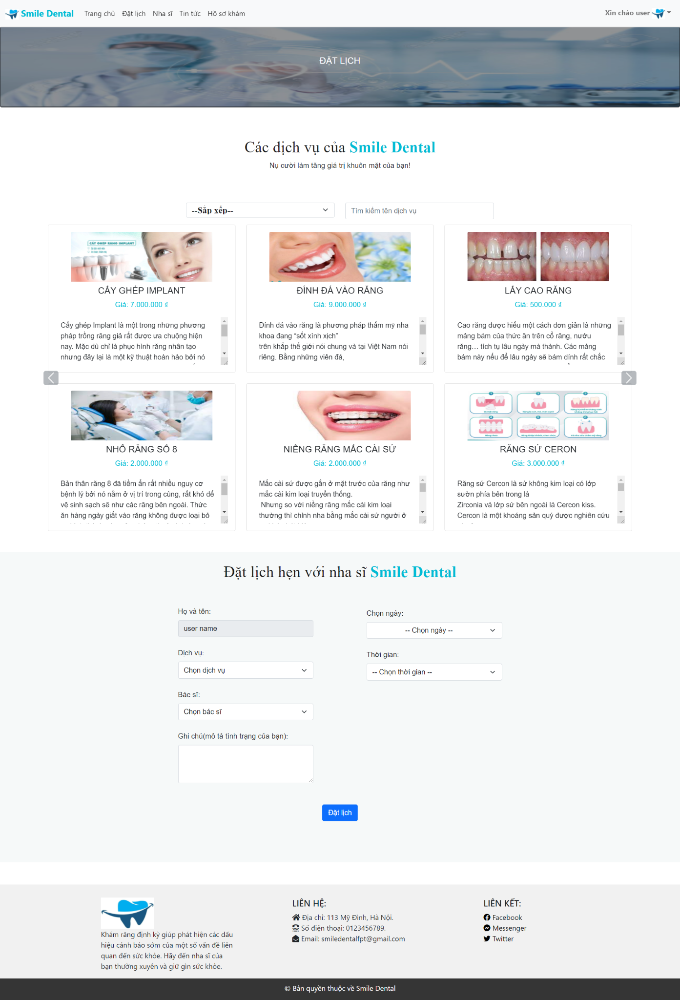 Smile Dental
Trang chủ
Đặt lịch
Nha sĩ
Tin tức
Hồ sơ khám
Xin chào user
ĐẶT LỊCH
Các dịch vụ của Smile Dental
Nụ cười làm tăng giá trị khuôn mặt của bạn!
--Sắp xếp--
Tìm kiếm tên dịch vụ
CẤY GHÉP RĂNG IMPLANT
CẤY GHÉP IMPLANT
Giá: 7.000.000 ₫
Cấy ghép Implant là một trong những phương
pháp trồng răng giả rất được ưa chuộng hiện
nay. Mặc dù chỉ là phục hình răng nhân tạo
nhưng đây lại là một kỹ thuật hoàn hảo bởi nó
ĐÍNH ĐÁ VÀO RĂNG
Giá: 9.000.000 ₫
Đính đá vào răng là phương pháp thẩm mỹ nha
khoa đang “sốt xình xịch”
trên khắp thế giới nói chung và tại Việt Nam nói
riêng. Bằng những viên đá,
LẤY CAO RĂNG
Giá: 500.000 ₫
Cao răng được hiểu một cách đơn giản là những
mảng bám của thức ăn trên cổ răng, nướu
răng… tích tụ lâu ngày mà thành. Các mảng
bám này nếu để lâu ngày sẽ bám dính rất chắc
NHỔ RĂNG SỐ 8
Giá: 2.000.000 ₫
Bản thân răng 8 đã tiềm ẩn rất nhiều nguy cơ
bệnh lý bởi nó nằm ở vị trí trong cùng, rất khó để
vệ sinh sạch sẽ như các răng bên ngoài. Thức
ăn hàng ngày giắt vào răng không được loại bỏ
NIỀNG RĂNG MẮC CÀI SỨ
Giá: 2.000.000 ₫
Mắc cài sứ được gắn ở mặt trước của răng như
mắc cài kim loại truyền thống.
Nhưng so với niềng răng mắc cài kim loại
thường thì chỉnh nha bằng mắc cài sứ người ở
1
2
3
4
5
6
RĂNG SỨ CERON
Giá: 3.000.000 ₫
Răng sứ Cercon là sứ không kim loại có lớp
sườn phía bên trong là
Zirconia và lớp sứ bên ngoài là Cercon kiss.
Cercon là một khoáng sản quý được nghiên cứu
Đặt lịch hẹn với nha sĩ Smile Dental
Họ và tên:
user name
Dịch vụ:
Chọn dịch vụ
Bác sĩ:
Chọn bác sĩ
Ghi chú(mô tả tình trạng của bạn):
Chọn ngày:
-- Chọn ngày --
Thời gian:
-- Chọn thời gian --
Đặt lịch
Khám răng định kỳ giúp phát hiện các dấu
hiệu cảnh báo sớm của một số vấn đề liên
quan đến sức khỏe. Hãy đến nha sĩ của
bạn thường xuyên và giữ gìn sức khỏe.
LIÊN HỆ:
Địa chỉ: 113 Mỹ Đình, Hà Nội.
Số điện thoại: 0123456789.
Email: smiledentalfpt@gmail.com
LIÊN KẾT:
Facebook
Messenger
Twitter
© Bản quyền thuộc về Smile Dental